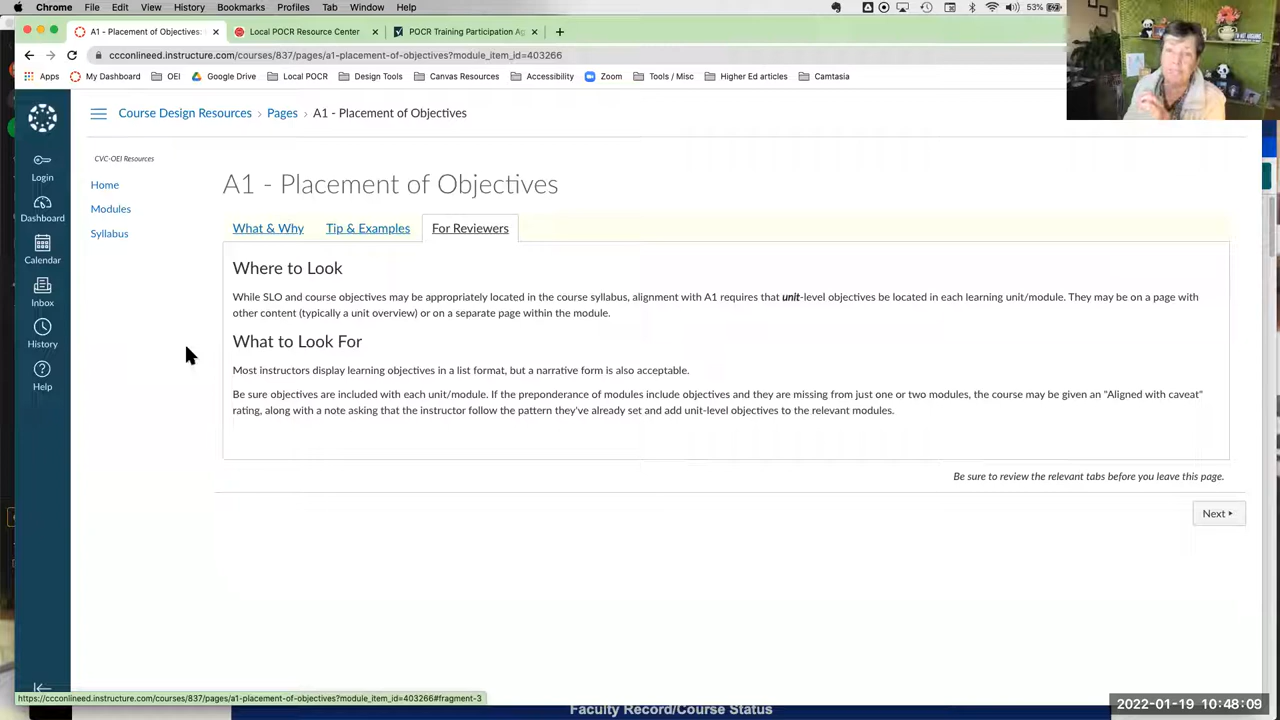 Chrome File Edit View History Bookmarks Profiles Tab Window Help 53%
A1 - Placement of Objectives: Local POCR Resource Center POCR Training Participation Ag
ccconlineed.instructure.com/courses/837/pages/a1-placement-of-objectives?module_item_id=403266
Apps My Dashboard OEI Google Drive Local POCR Design Tools Canvas Resources Accessibility Zoom Tools / Misc Higher Ed articles Camtasia
Course Design Resources › Pages › A1 - Placement of Objectives
CVC-OEI Resources
Home
Modules
Syllabus
Login
Dashboard
Calendar
Inbox
History
Help
A1 - Placement of Objectives
What & Why Tip & Examples For Reviewers
Where to Look
While SLO and course objectives may be appropriately located in the course syllabus, alignment with A1 requires that unit-level objectives be located in each learning unit/module. They may be on a page with
other content (typically a unit overview) or on a separate page within the module.
What to Look For
Most instructors display learning objectives in a list format, but a narrative form is also acceptable.
Be sure objectives are included with each unit/module. If the preponderance of modules include objectives and they are missing from just one or two modules, the course may be given an "Aligned with caveat"
rating, along with a note asking that the instructor follow the pattern they've already set and add unit-level objectives to the relevant modules.
Be sure to review the relevant tabs before you leave this page.
Next
https://ccconlineed.instructure.com/courses/837/pages/a1-placement-of-objectives?module_item_id=403266#fragment-3
Faculty Record/Course Status
2022-01-19 10:48:09